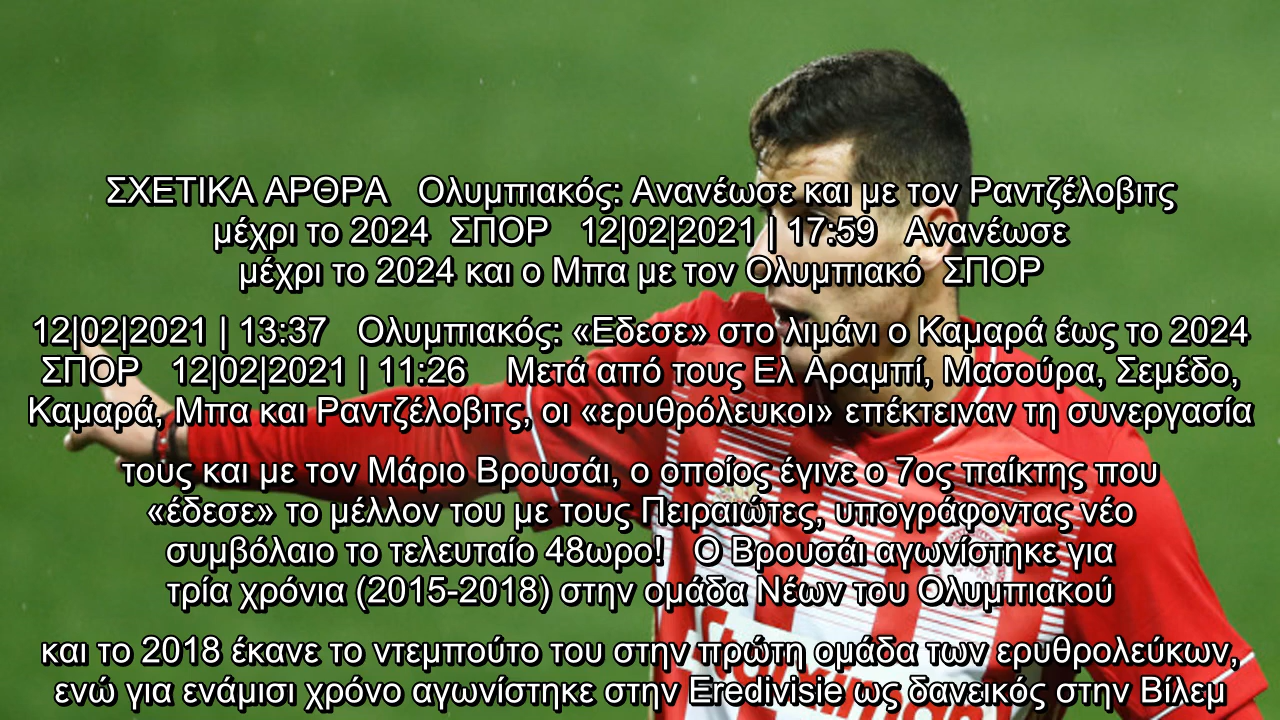 ΣΧΕΤΙΚΑ ΑΡΘΡΑ   Ολυμπιακός: Ανανέωσε και με τον Ραντζέλοβιτς
μέχρι το 2024  ΣΠΟΡ   12|02|2021 | 17:59   Ανανέωσε
μέχρι το 2024 και ο Μπα με τον Ολυμπιακό  ΣΠΟΡ
12|02|2021 | 13:37   Ολυμπιακός: «Εδεσε» στο λιμάνι ο Καμαρά έως το 2024
ΣΠΟΡ   12|02|2021 | 11:26    Μετά από τους Ελ Αραμπί, Μασούρα, Σεμέδο,
Καμαρά, Μπα και Ραντζέλοβιτς, οι «ερυθρόλευκοι» επέκτειναν τη συνεργασία
τους και με τον Μάριο Βρουσάι, ο οποίος έγινε ο 7ος παίκτης που
«έδεσε» το μέλλον του με τους Πειραιώτες, υπογράφοντας νέο
συμβόλαιο το τελευταίο 48ωρο!   Ο Βρουσάι αγωνίστηκε για
τρία χρόνια (2015-2018) στην ομάδα Νέων του Ολυμπιακού
και το 2018 έκανε το ντεμπούτο του στην πρώτη ομάδα των ερυθρολεύκων,
ενώ για ενάμισι χρόνο αγωνίστηκε στην Eredivisie ως δανεικός στην Βίλεμ